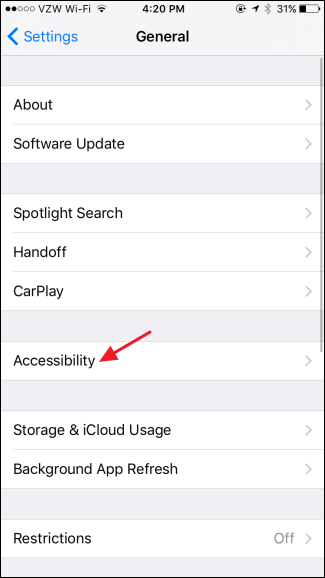 VZW Wi-Fi 4:20 PM 31%
Settings General
About
Software Update
Spotlight Search
Handoff
CarPlay
Accessibility
Storage & iCloud Usage
Background App Refresh
Restrictions Off